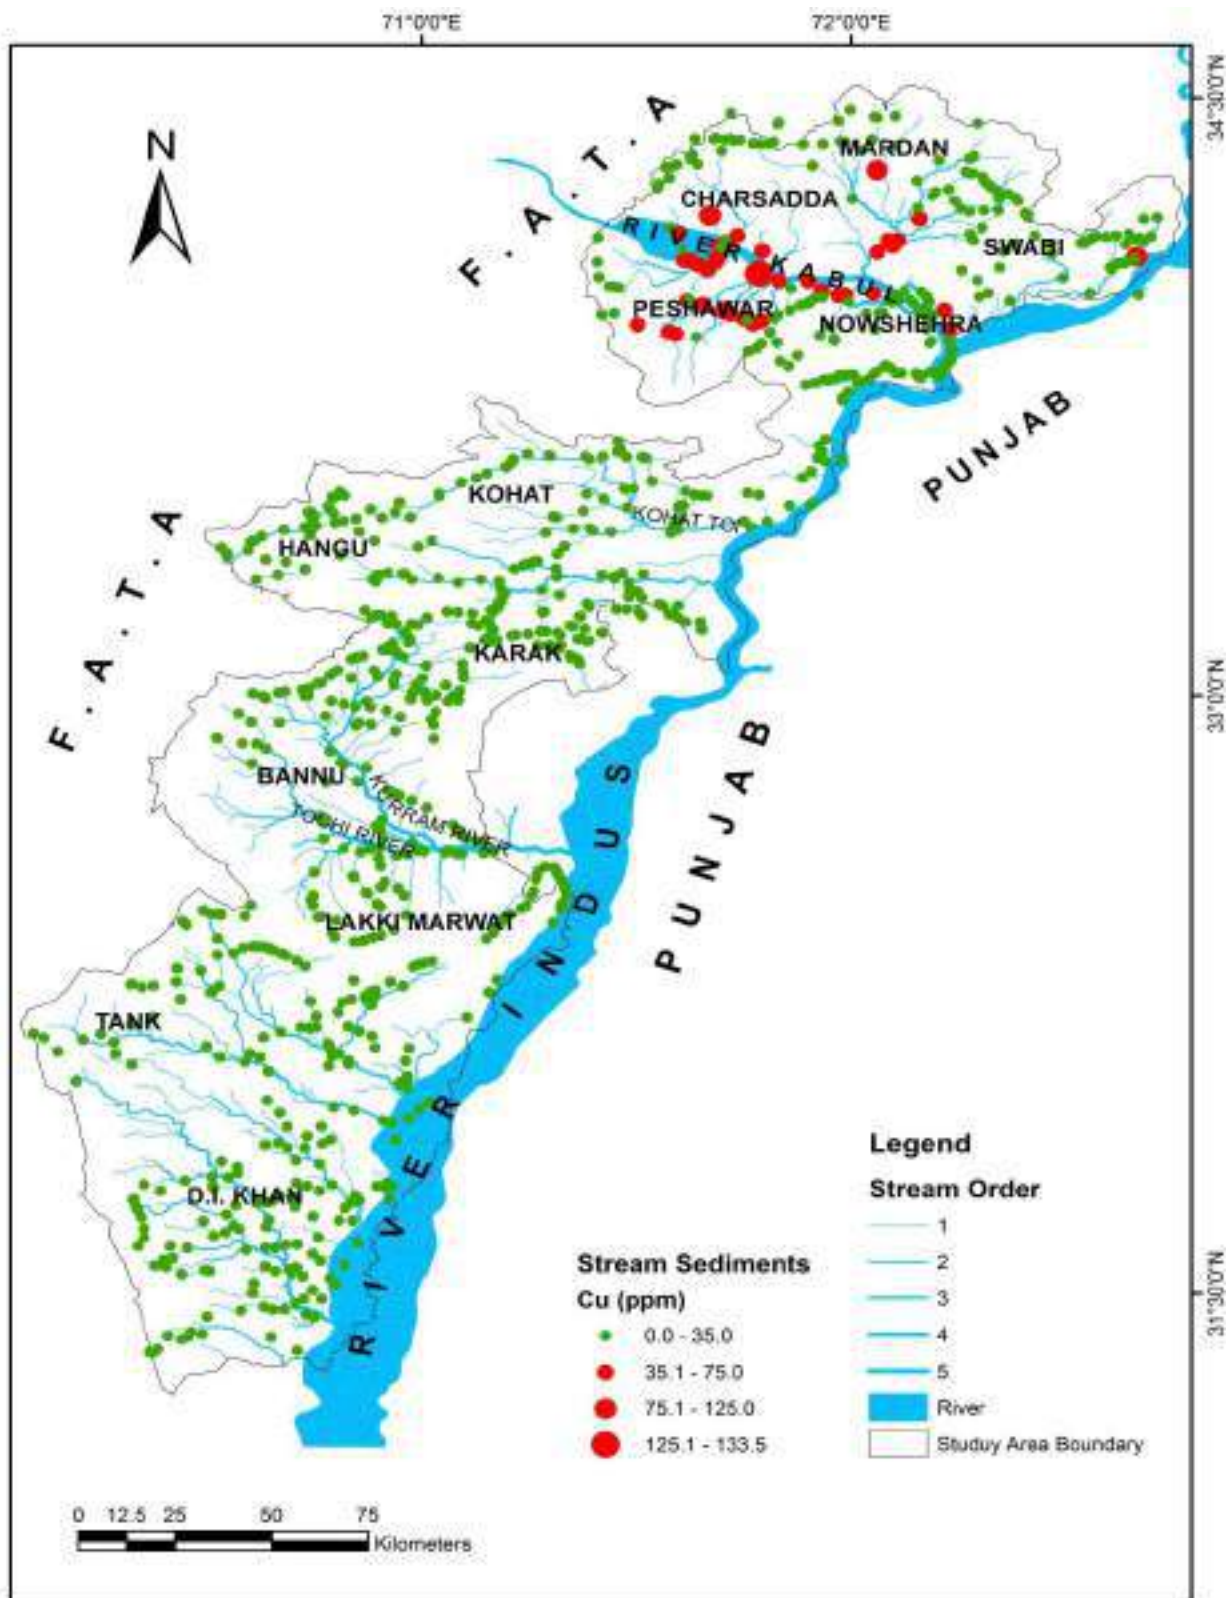 71°0'0"E
72°0'0"E
34°30'0"N
33°0'0"N
31°30'0"N
N
F . A . T . A
F . A . T . A
MARDAN
CHARSADDA
RIVER KABUL
SWABI
PESHAWAR
NOWSHEHRA
PUNJAB
KOHAT
KOHAT TOI
HANGU
KARAK
PUNJAB
BANNU
KURRAM RIVER
TOCHI RIVER
LAKKI MARWAT
TANK
RIVER INDUS
D.I. KHAN
Legend
Stream Order
1
2
3
4
5
River
Studuy Area Boundary
Stream Sediments
Cu (ppm)
0.0 - 35.0
35.1 - 75.0
75.1 - 125.0
125.1 - 133.5
0 12.5 25 50 75
Kilometers